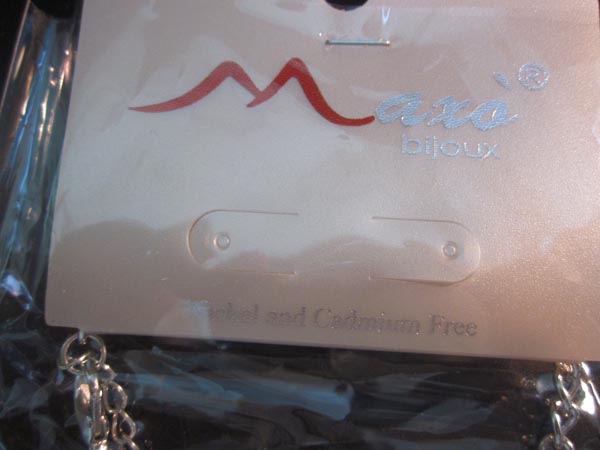 Maxò®
bijoux
Nickel and Cadmium Free